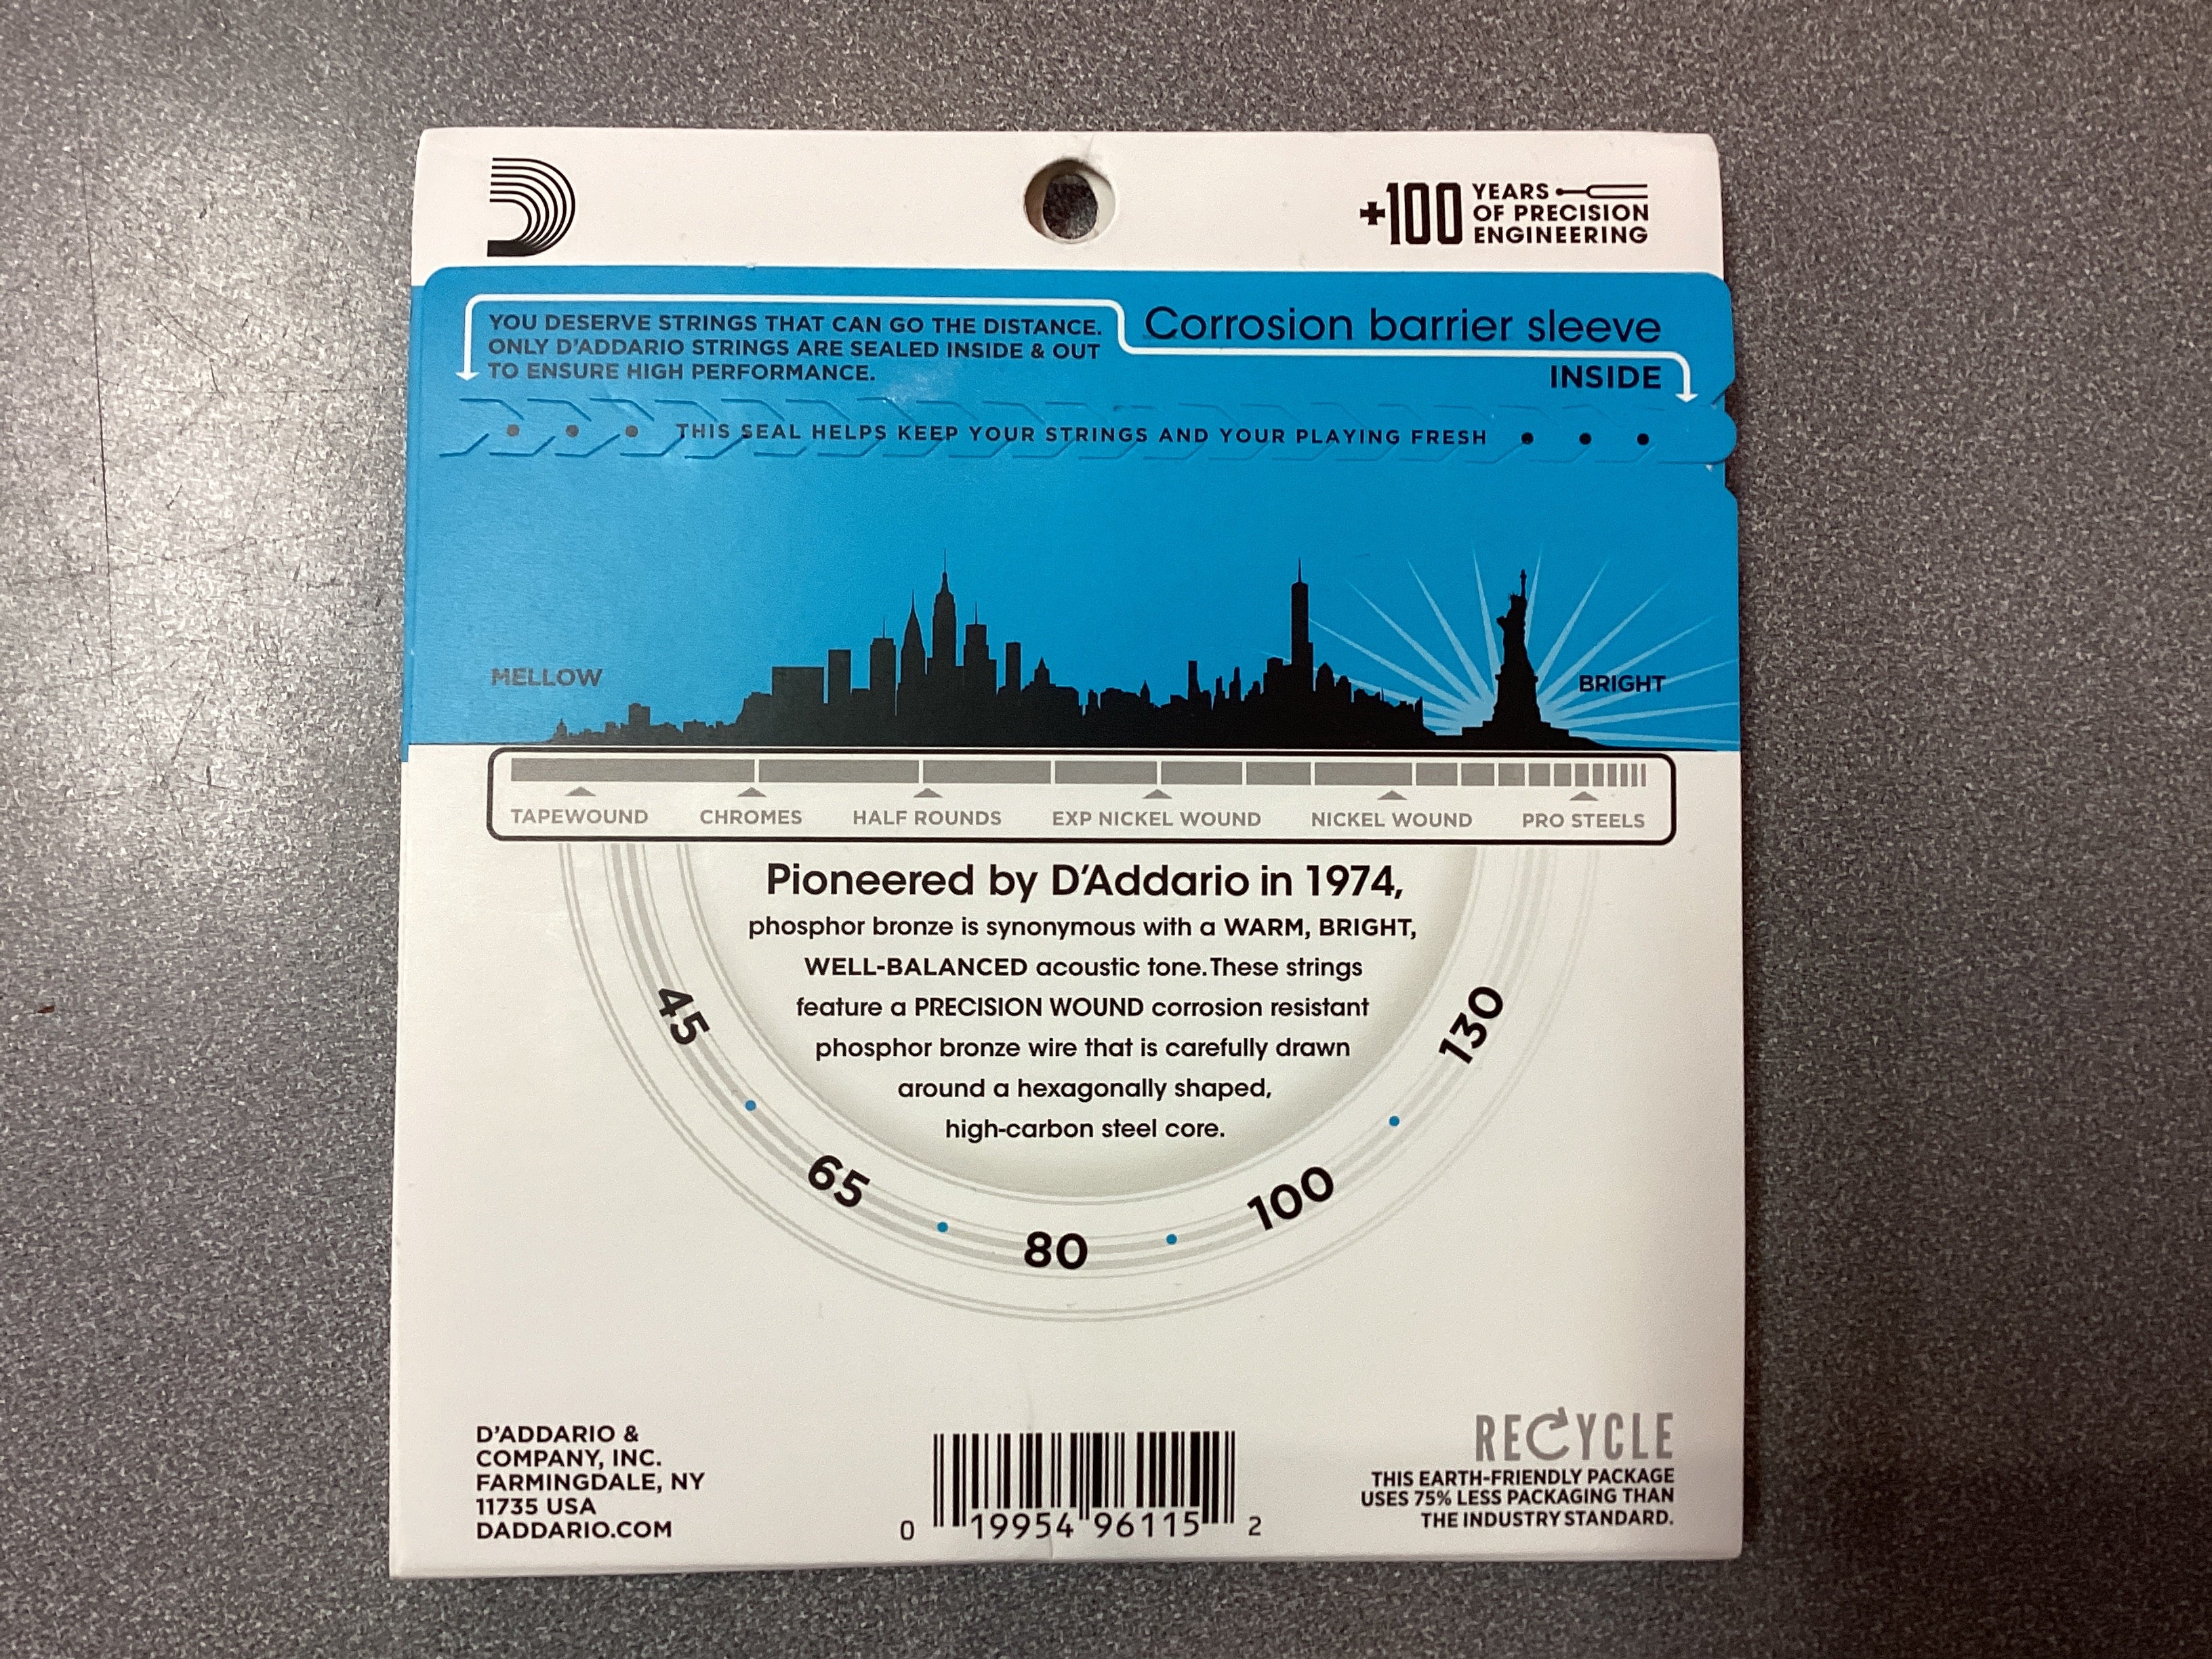 +100 YEARS
OF PRECISION
ENGINEERING
YOU DESERVE STRINGS THAT CAN GO THE DISTANCE.
ONLY D'ADDARIO STRINGS ARE SEALED INSIDE & OUT
TO ENSURE HIGH PERFORMANCE.
Corrosion barrier sleeve
INSIDE
THIS SEAL HELPS KEEP YOUR STRINGS AND YOUR PLAYING FRESH
MELLOW
BRIGHT
TAPEWOUND
CHROMES
HALF ROUNDS
EXP NICKEL WOUND
NICKEL WOUND
PRO STEELS
Pioneered by D'Addario in 1974,
phosphor bronze is synonymous with a WARM, BRIGHT,
WELL-BALANCED acoustic tone. These strings
feature a PRECISION WOUND corrosion resistant
phosphor bronze wire that is carefully drawn
around a hexagonally shaped,
high-carbon steel core.
45 • 65 • 80 • 100 • 130
D'ADDARIO &
COMPANY, INC.
FARMINGDALE, NY
11735 USA
DADDARIO.COM
0 19954 96115 2
RECYCLE
THIS EARTH-FRIENDLY PACKAGE
USES 75% LESS PACKAGING THAN
THE INDUSTRY STANDARD.